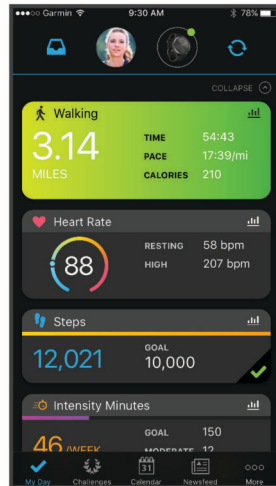 Garmin 9:30 AM 78%
COLLAPSE
Walking
3.14
MILES
TIME 54:43
PACE 17:39/mi
CALORIES 210
Heart Rate
88
RESTING 58 bpm
HIGH 207 bpm
Steps
12,021
GOAL
10,000
Intensity Minutes
46 /WEEK
GOAL 150
MODERATE 12
31
My Day Challenges Calendar Newsfeed More